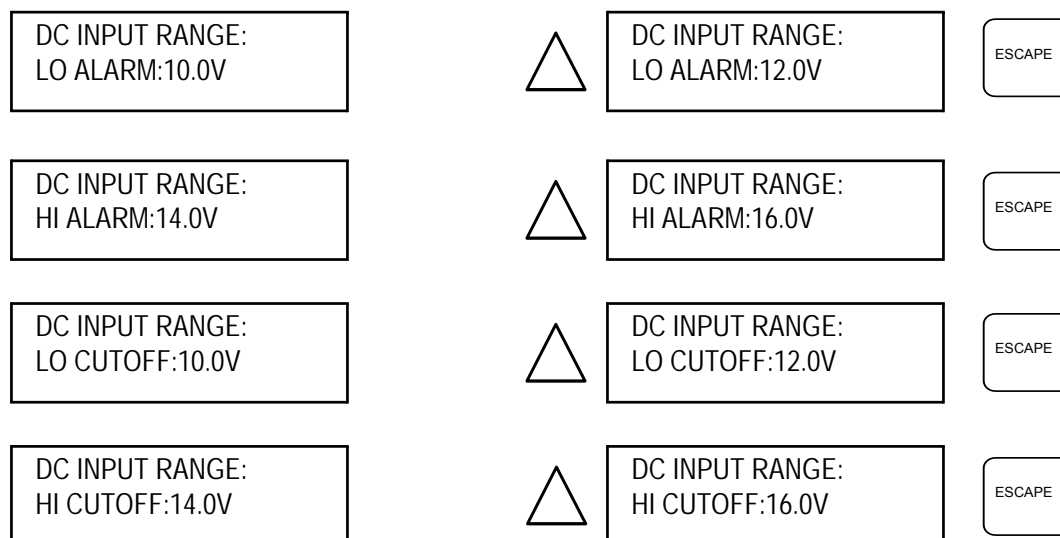 DC INPUT RANGE:
LO ALARM:10.0V
DC INPUT RANGE:
LO ALARM:12.0V
ESCAPE
DC INPUT RANGE:
HI ALARM:14.0V
DC INPUT RANGE:
HI ALARM:16.0V
ESCAPE
DC INPUT RANGE:
LO CUTOFF:10.0V
DC INPUT RANGE:
LO CUTOFF:12.0V
ESCAPE
DC INPUT RANGE:
HI CUTOFF:14.0V
DC INPUT RANGE:
HI CUTOFF:16.0V
ESCAPE